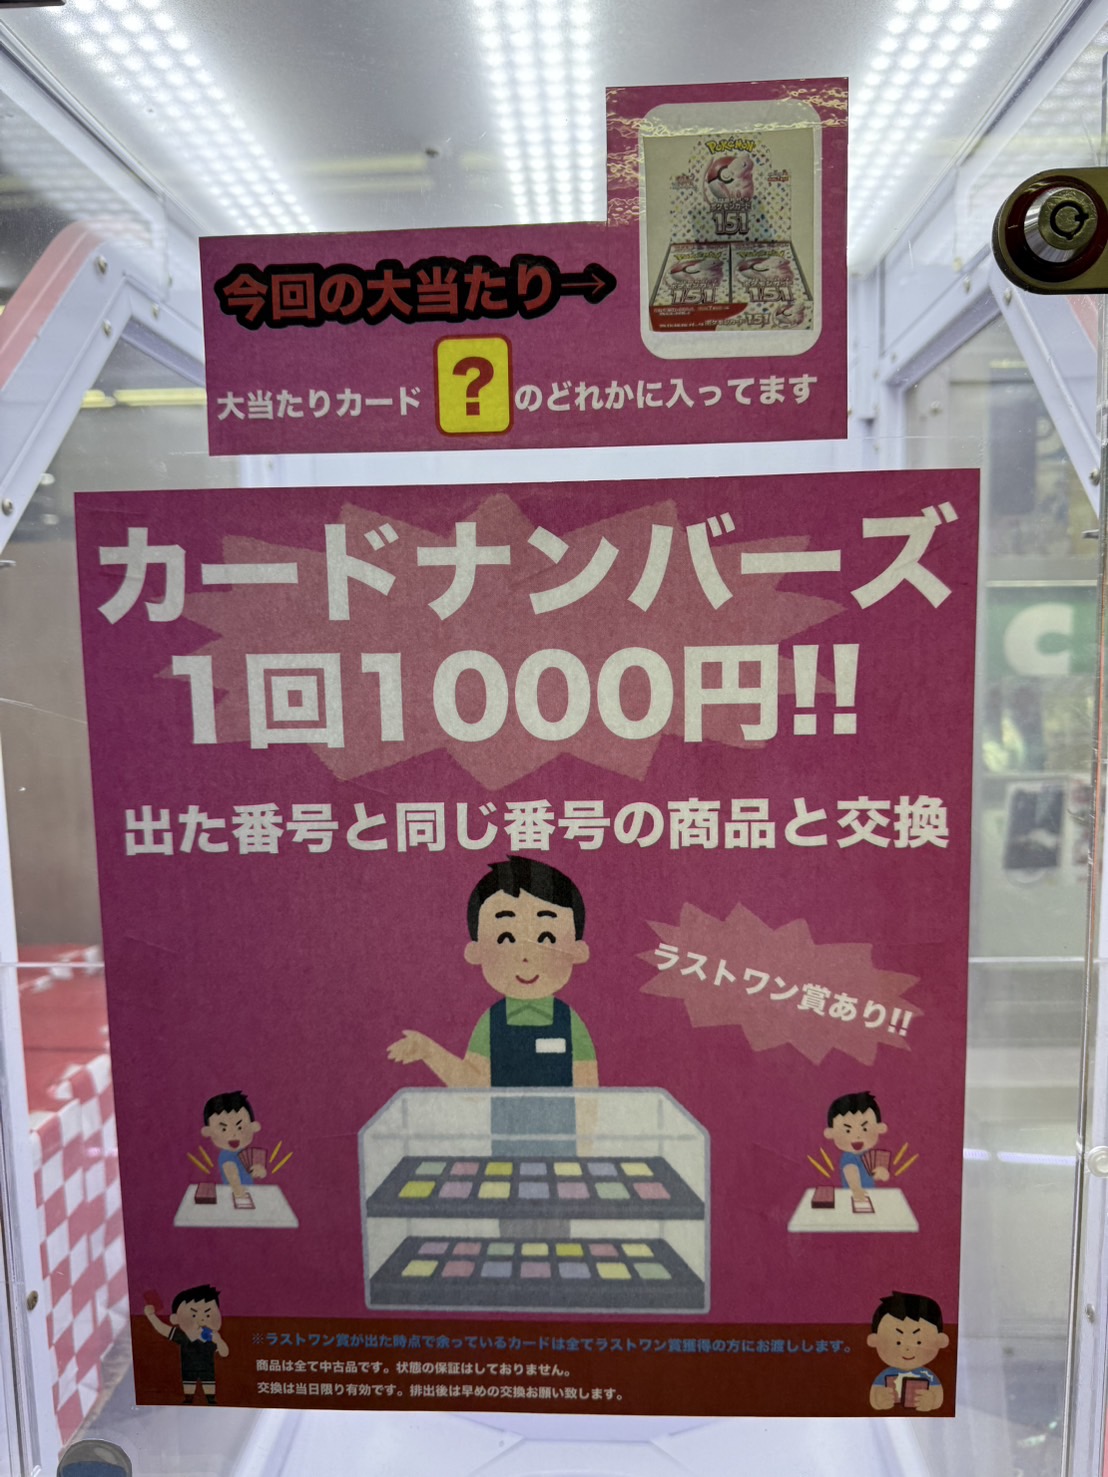 Pokémon
151
151
151
今回の大当たり→
大当たりカード ? のどれかに入ってます
カードナンバーズ
1回1000円!!
出た番号と同じ番号の商品と交換
ラストワン賞あり!!
※ラストワン賞が出た時点で余っているカードは全てラストワン賞獲得の方にお渡しします。
商品は全て中古品です。状態の保証はしておりません。
交換は当日限り有効です。排出後は早めの交換お願い致します。
C